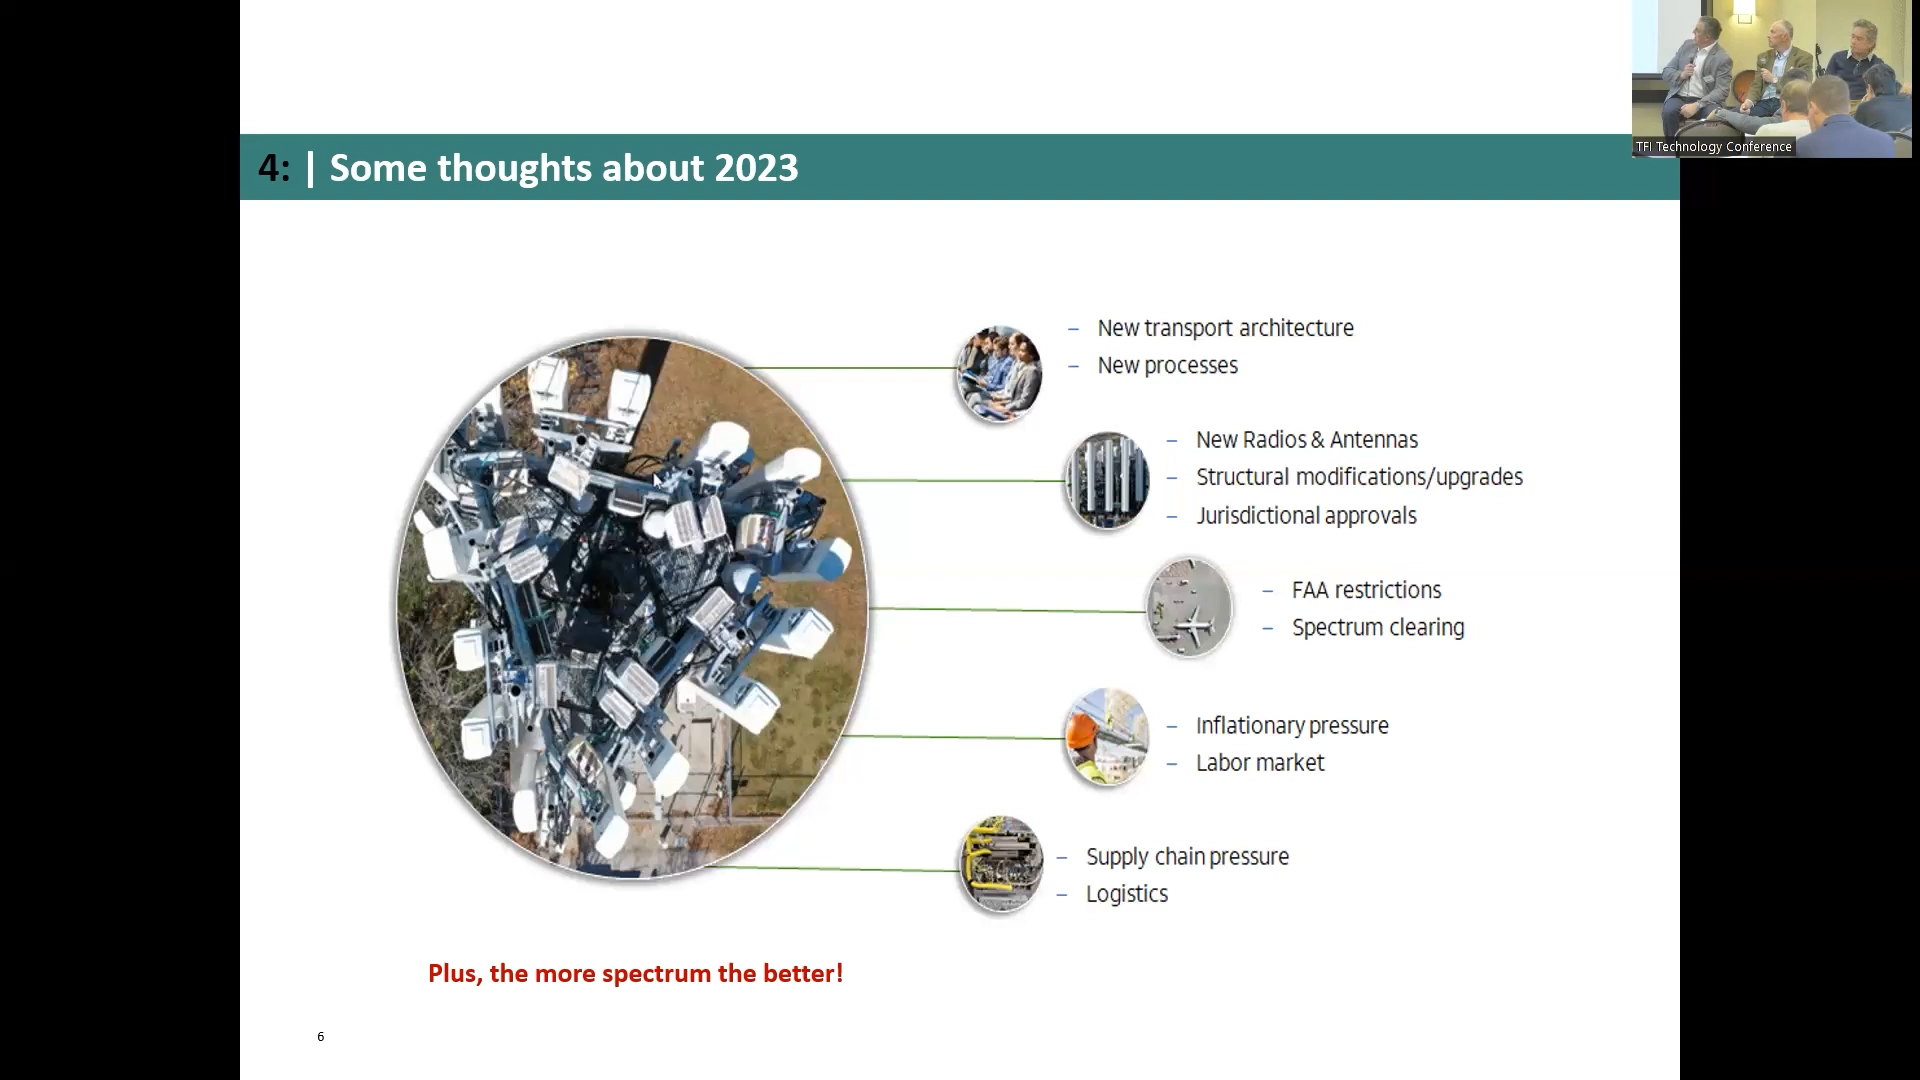 TFI Technology Conference
4: | Some thoughts about 2023
– New transport architecture
– New processes
– New Radios & Antennas
– Structural modifications/upgrades
– Jurisdictional approvals
– FAA restrictions
– Spectrum clearing
– Inflationary pressure
– Labor market
– Supply chain pressure
– Logistics
Plus, the more spectrum the better!
6